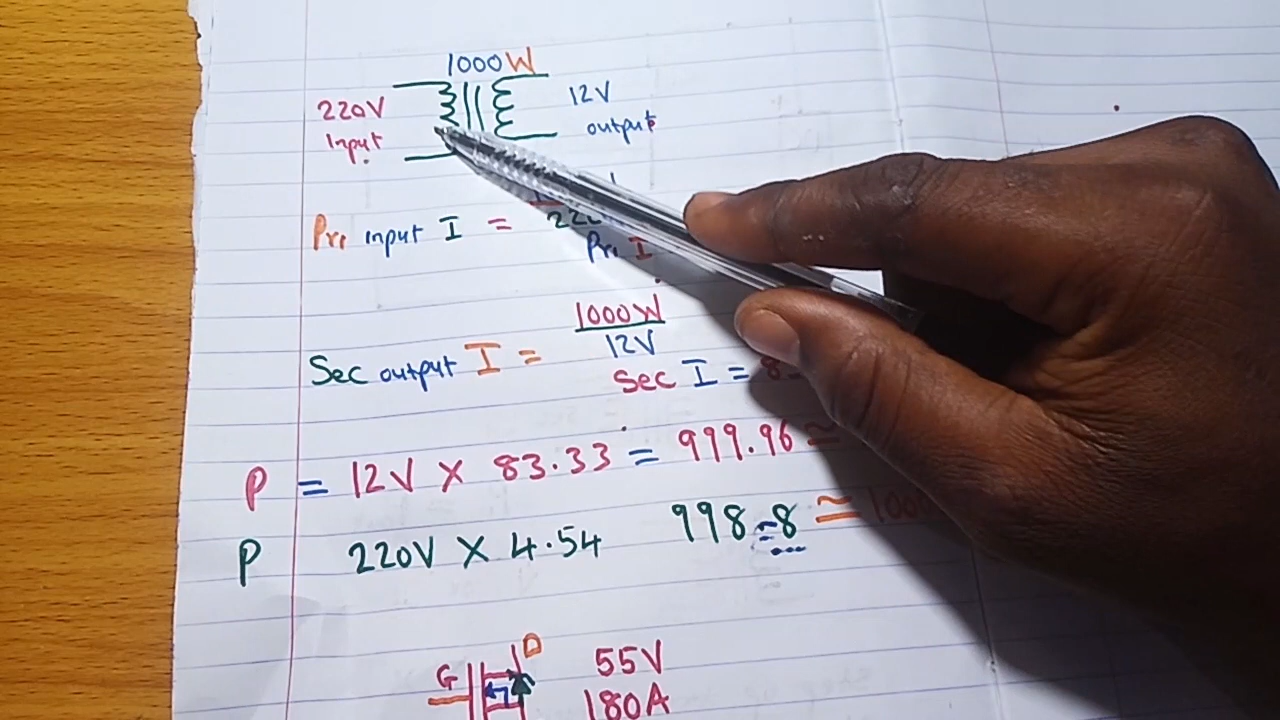 1000W
220V 12V
Input output
Pri input I =
Pri I
1000W
12V
Sec output I =
Sec I =
P = 12V X 83.33 = 999.96 ≈
P 220V X 4.54 998.8 ≈
D
G 55V
180A